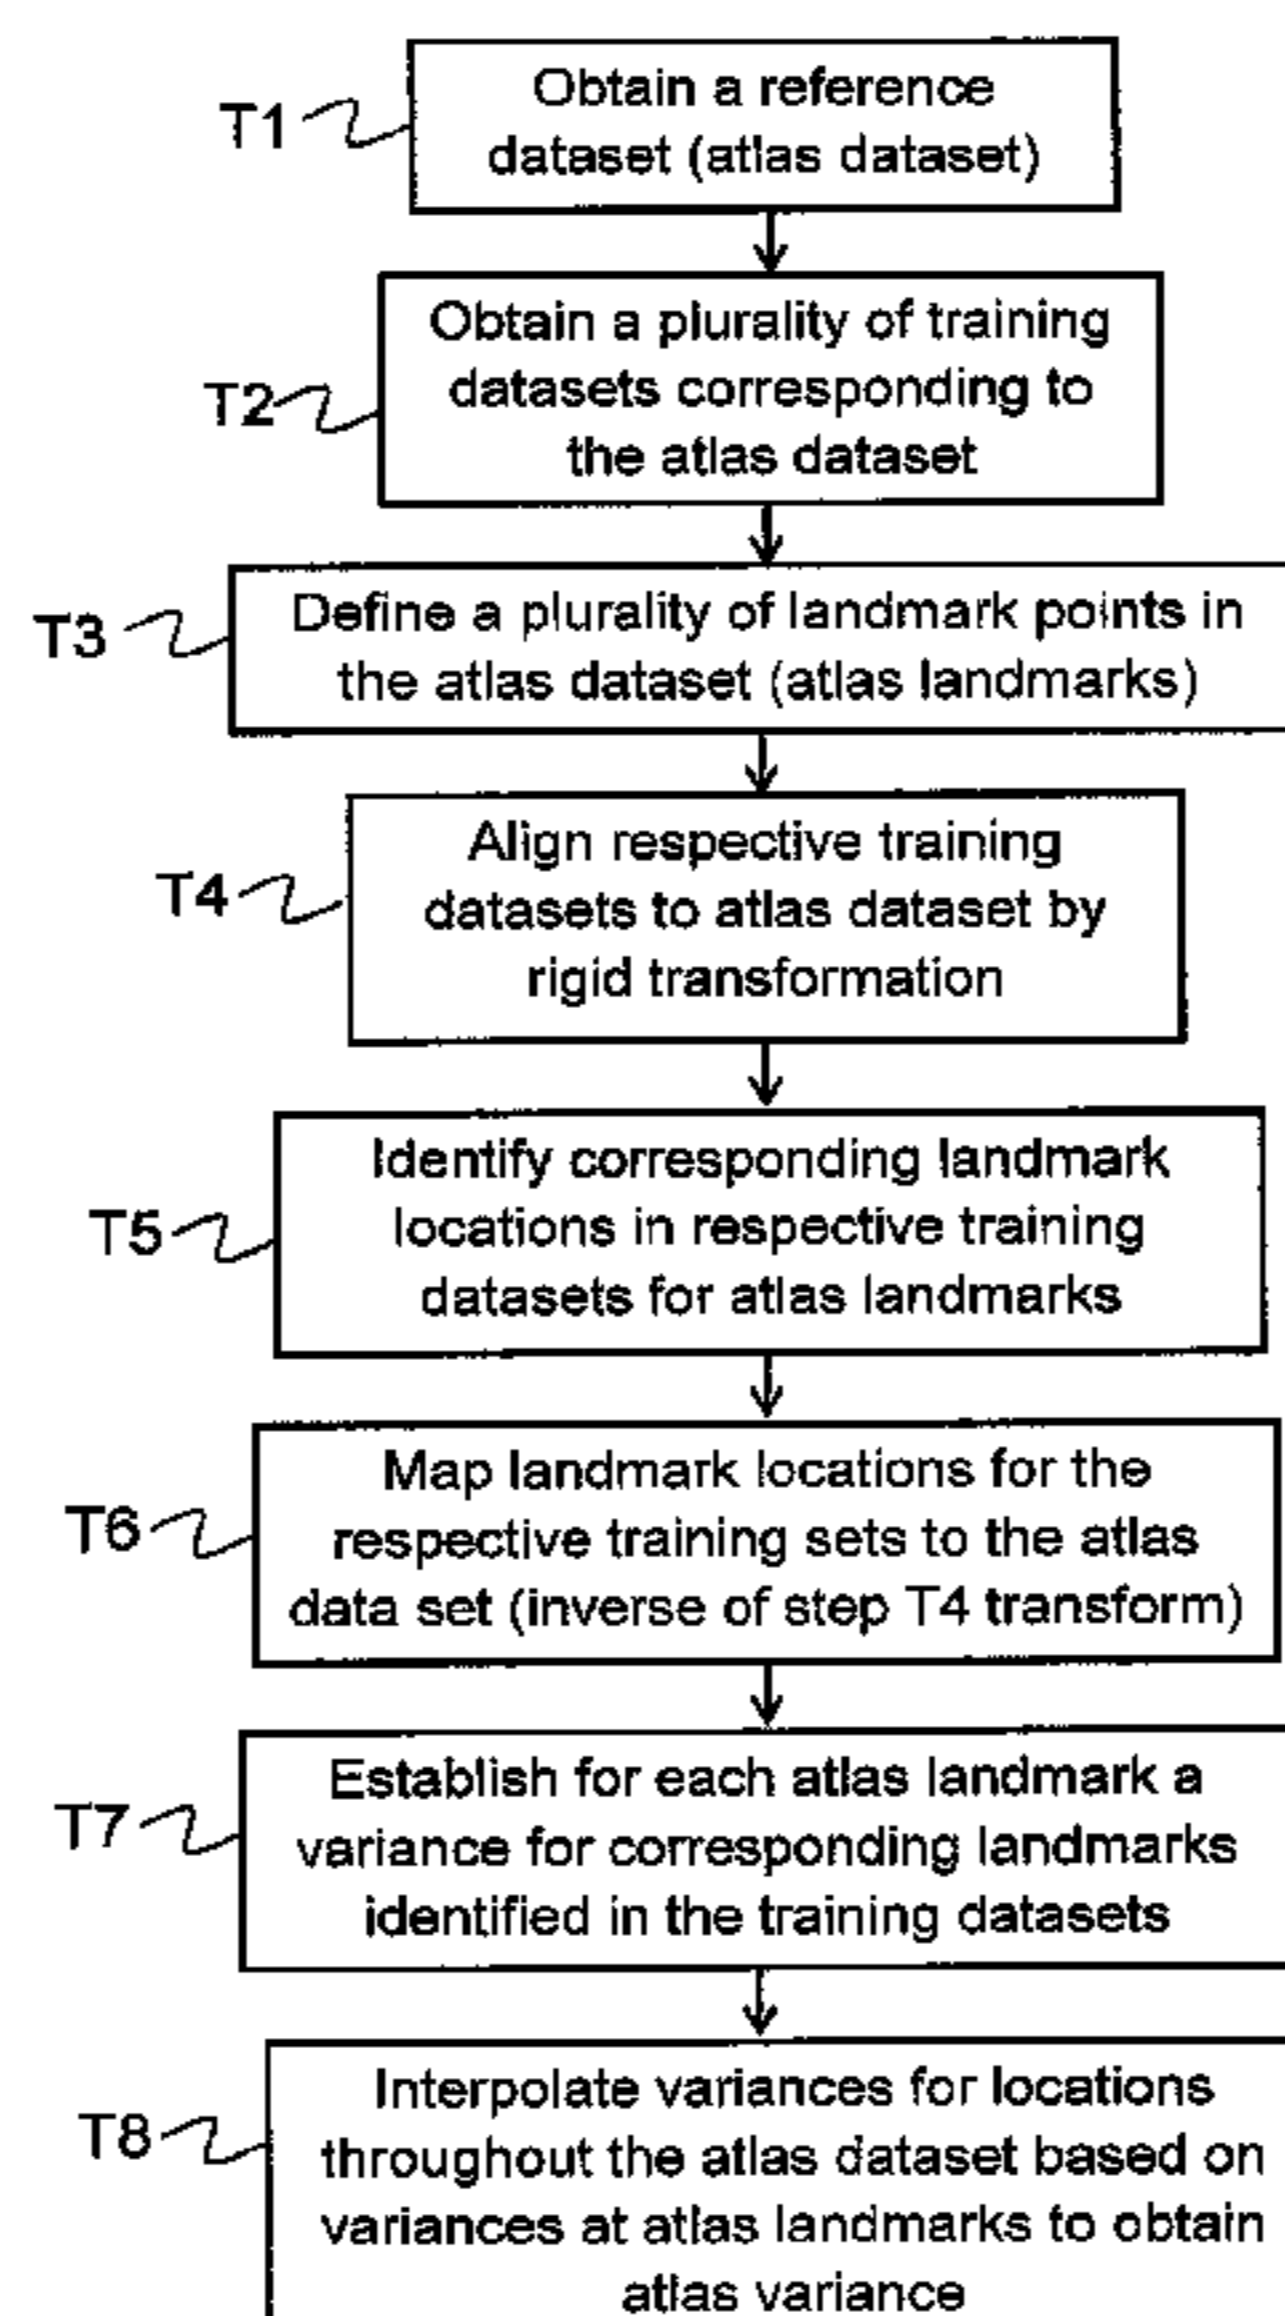 T1
Obtain a reference
dataset (atlas dataset)
T2
Obtain a plurality of training
datasets corresponding to
the atlas dataset
T3
Define a plurality of landmark points in
the atlas dataset (atlas landmarks)
T4
Align respective training
datasets to atlas dataset by
rigid transformation
T5
Identify corresponding landmark
locations in respective training
datasets for atlas landmarks
T6
Map landmark locations for the
respective training sets to the atlas
data set (inverse of step T4 transform)
T7
Establish for each atlas landmark a
variance for corresponding landmarks
identified in the training datasets
T8
Interpolate variances for locations
throughout the atlas dataset based on
variances at atlas landmarks to obtain
atlas variance